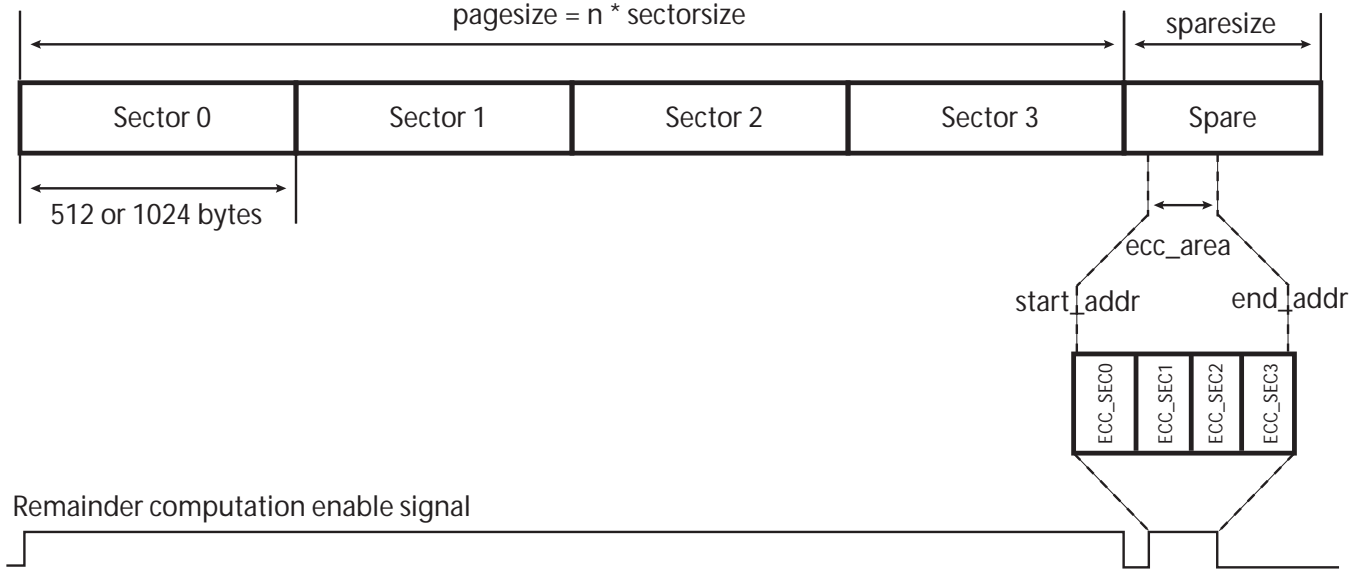 pagesize = n * sectorsize
sparesize
Sector 0
Sector 1
Sector 2
Sector 3
Spare
512 or 1024 bytes
ecc_area
start_addr
end_addr
ECC_SEC0
ECC_SEC1
ECC_SEC2
ECC_SEC3
Remainder computation enable signal